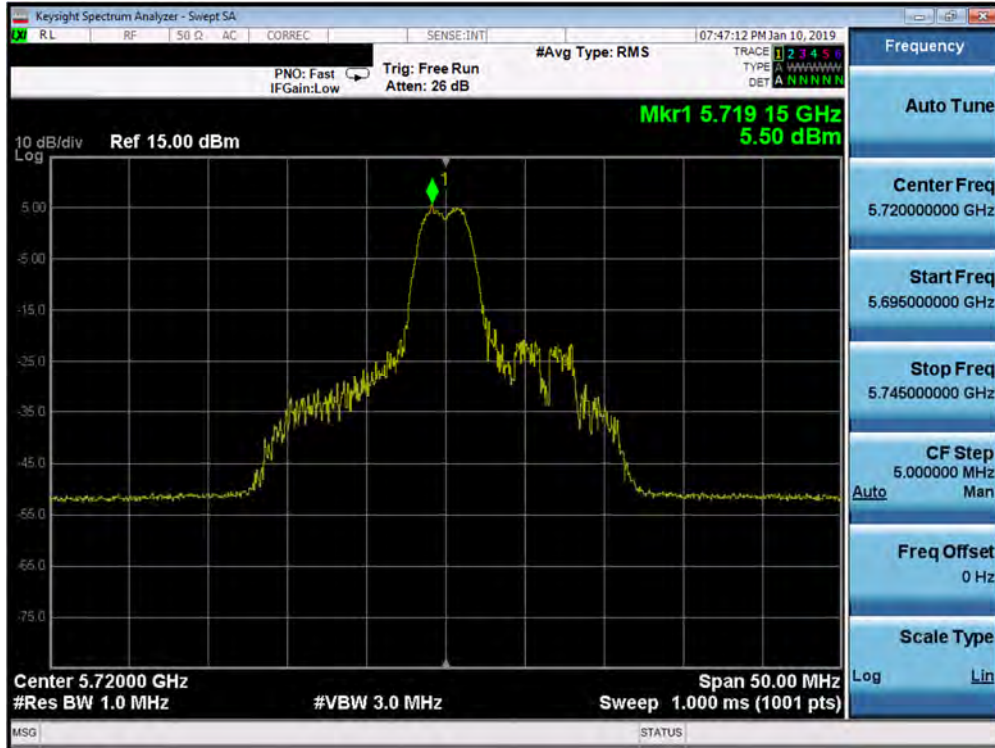 Keysight Spectrum Analyzer - Swept SA
LXI RL RF 50 Ω AC CORREC SENSE:INT 07:47:12 PM Jan 10, 2019
#Avg Type: RMS
TRACE 1 2 3 4 5 6
PNO: Fast Trig: Free Run
TYPE A WWWWW
IFGain:Low Atten: 26 dB
DET A N N N N N
Mkr1 5.719 15 GHz
5.50 dBm
10 dB/div Ref 15.00 dBm
Log
1
5.00
-5.00
-15.0
-25.0
-35.0
-45.0
-55.0
-65.0
-75.0
Center 5.72000 GHz Span 50.00 MHz
#Res BW 1.0 MHz #VBW 3.0 MHz Sweep 1.000 ms (1001 pts)
MSG STATUS
Frequency
Auto Tune
Center Freq
5.720000000 GHz
Start Freq
5.695000000 GHz
Stop Freq
5.745000000 GHz
CF Step
5.000000 MHz
Auto Man
Freq Offset
0 Hz
Scale Type
Log Lin